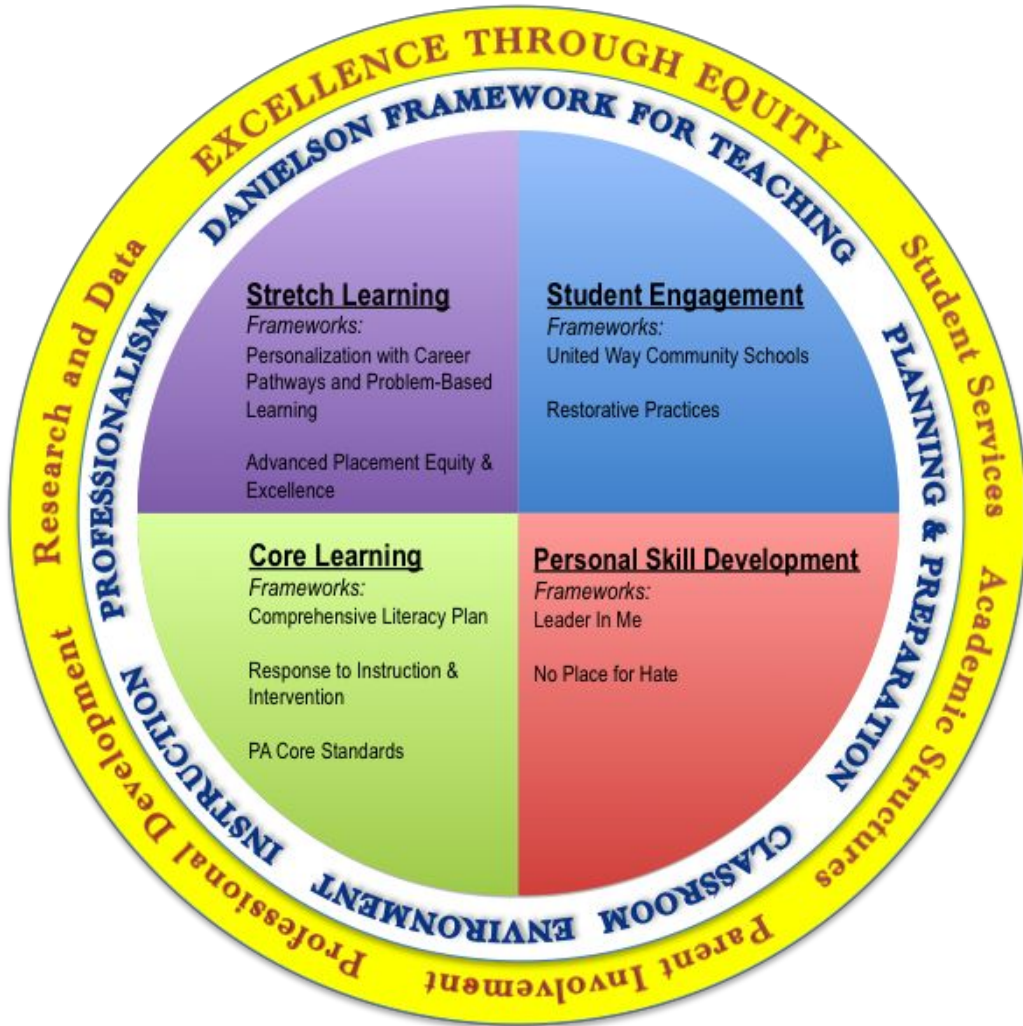 EXCELLENCE THROUGH EQUITY
Student Services
Academic Structures
Parent Involvement
Professional Development
Research and Data
DANIELSON FRAMEWORK FOR TEACHING
PLANNING & PREPARATION
CLASSROOM ENVIRONMENT
INSTRUCTION
PROFESSIONALISM
Stretch Learning
Frameworks:
Personalization with Career
Pathways and Problem-Based
Learning
Advanced Placement Equity &
Excellence
Student Engagement
Frameworks:
United Way Community Schools
Restorative Practices
Core Learning
Frameworks:
Comprehensive Literacy Plan
Response to Instruction &
Intervention
PA Core Standards
Personal Skill Development
Frameworks:
Leader In Me
No Place for Hate